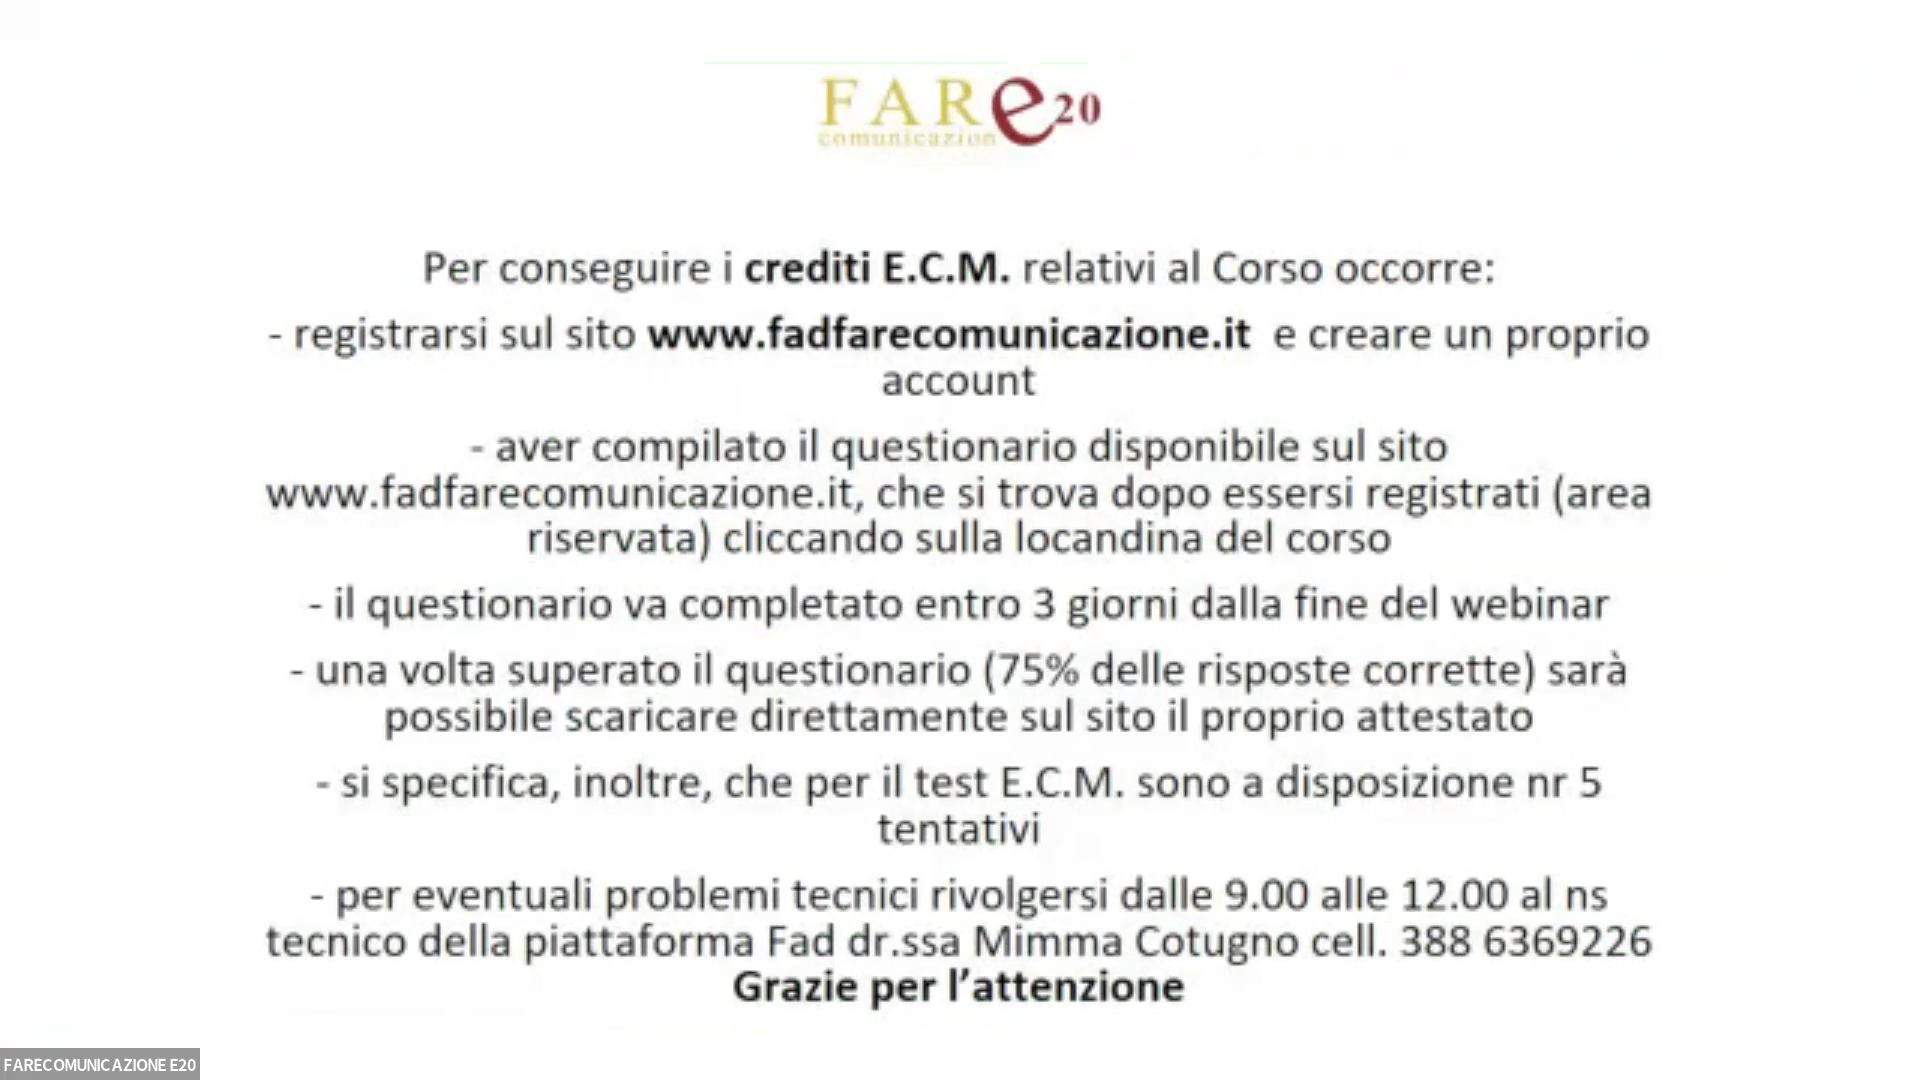 FARe20
comunicazion
Per conseguire i crediti E.C.M. relativi al Corso occorre:
- registrarsi sul sito www.fadfarecomunicazione.it e creare un proprio
account
- aver compilato il questionario disponibile sul sito
www.fadfarecomunicazione.it, che si trova dopo essersi registrati (area
riservata) cliccando sulla locandina del corso
- il questionario va completato entro 3 giorni dalla fine del webinar
- una volta superato il questionario (75% delle risposte corrette) sarà
possibile scaricare direttamente sul sito il proprio attestato
- si specifica, inoltre, che per il test E.C.M. sono a disposizione nr 5
tentativi
- per eventuali problemi tecnici rivolgersi dalle 9.00 alle 12.00 al ns
tecnico della piattaforma Fad dr.ssa Mimma Cotugno cell. 388 6369226
Grazie per l’attenzione
FARECOMUNICAZIONE E20